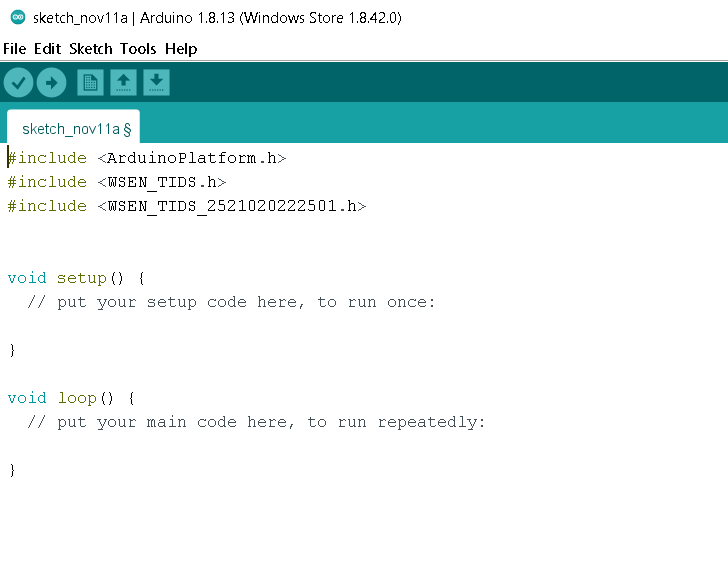 sketch_nov11a | Arduino 1.8.13 (Windows Store 1.8.42.0)
File Edit Sketch Tools Help
sketch_nov11a §
#include <ArduinoPlatform.h>
#include <WSEN_TIDS.h>
#include <WSEN_TIDS_2521020222501.h>
void setup() {
  // put your setup code here, to run once:
}
void loop() {
  // put your main code here, to run repeatedly:
}